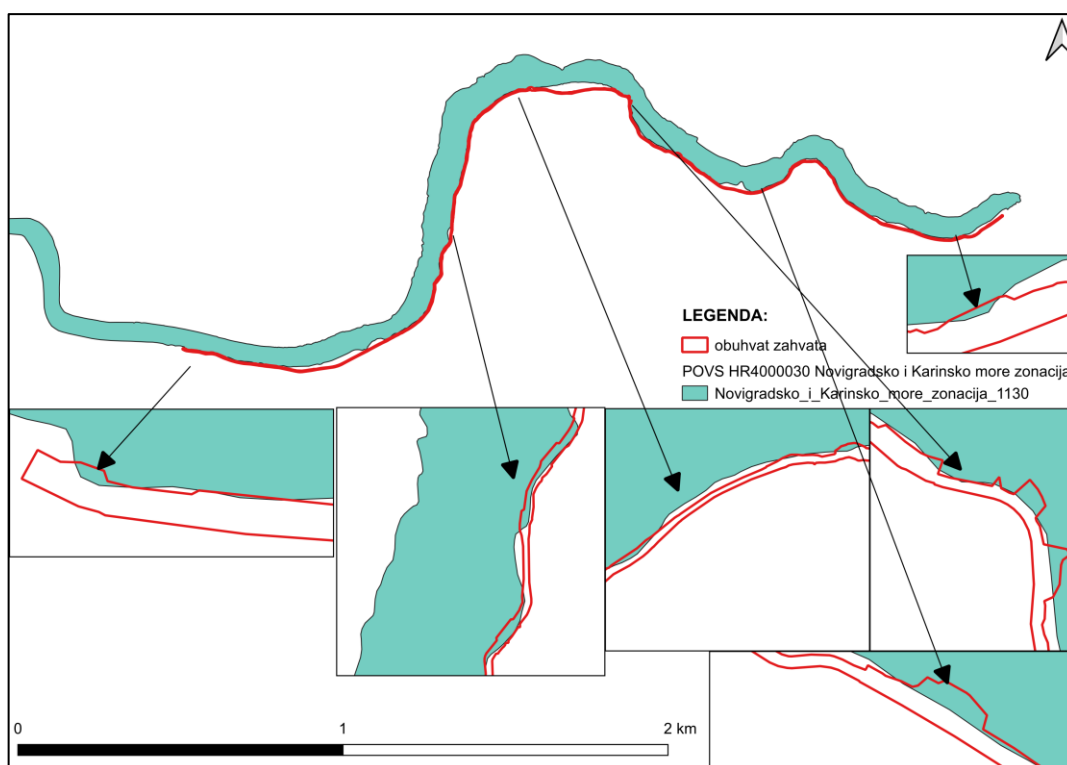 LEGENDA:
obuhvat zahvata
POVS HR4000030 Novigradsko i Karinsko more zonacija
Novigradsko_i_Karinsko_more_zonacija_1130
0 1 2 km